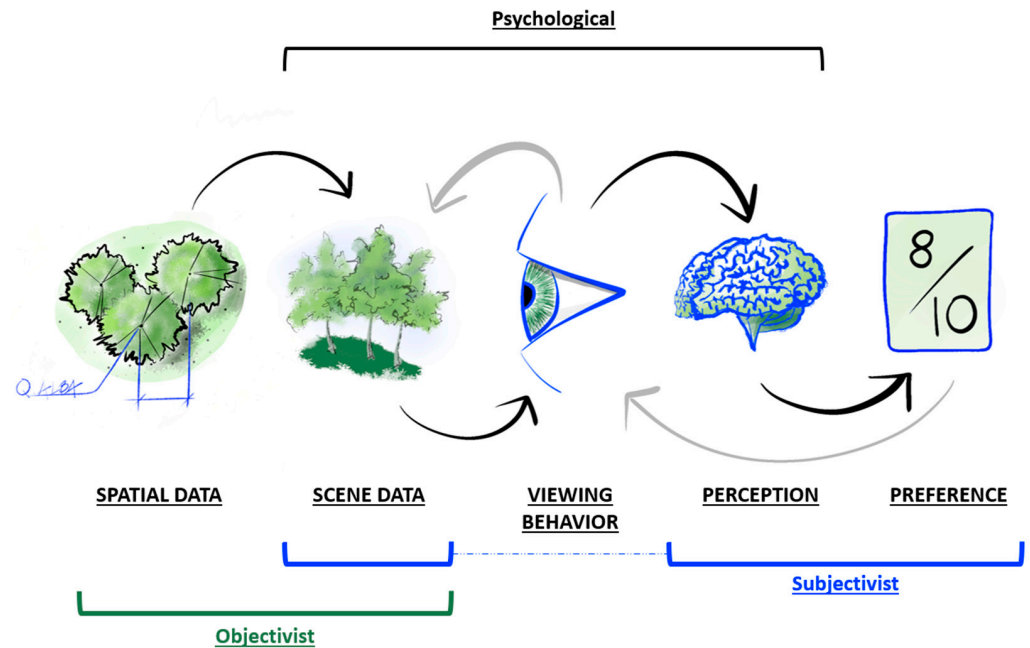 Psychological
8/10
SPATIAL DATA
SCENE DATA
VIEWING
BEHAVIOR
PERCEPTION
PREFERENCE
Subjectivist
Objectivist